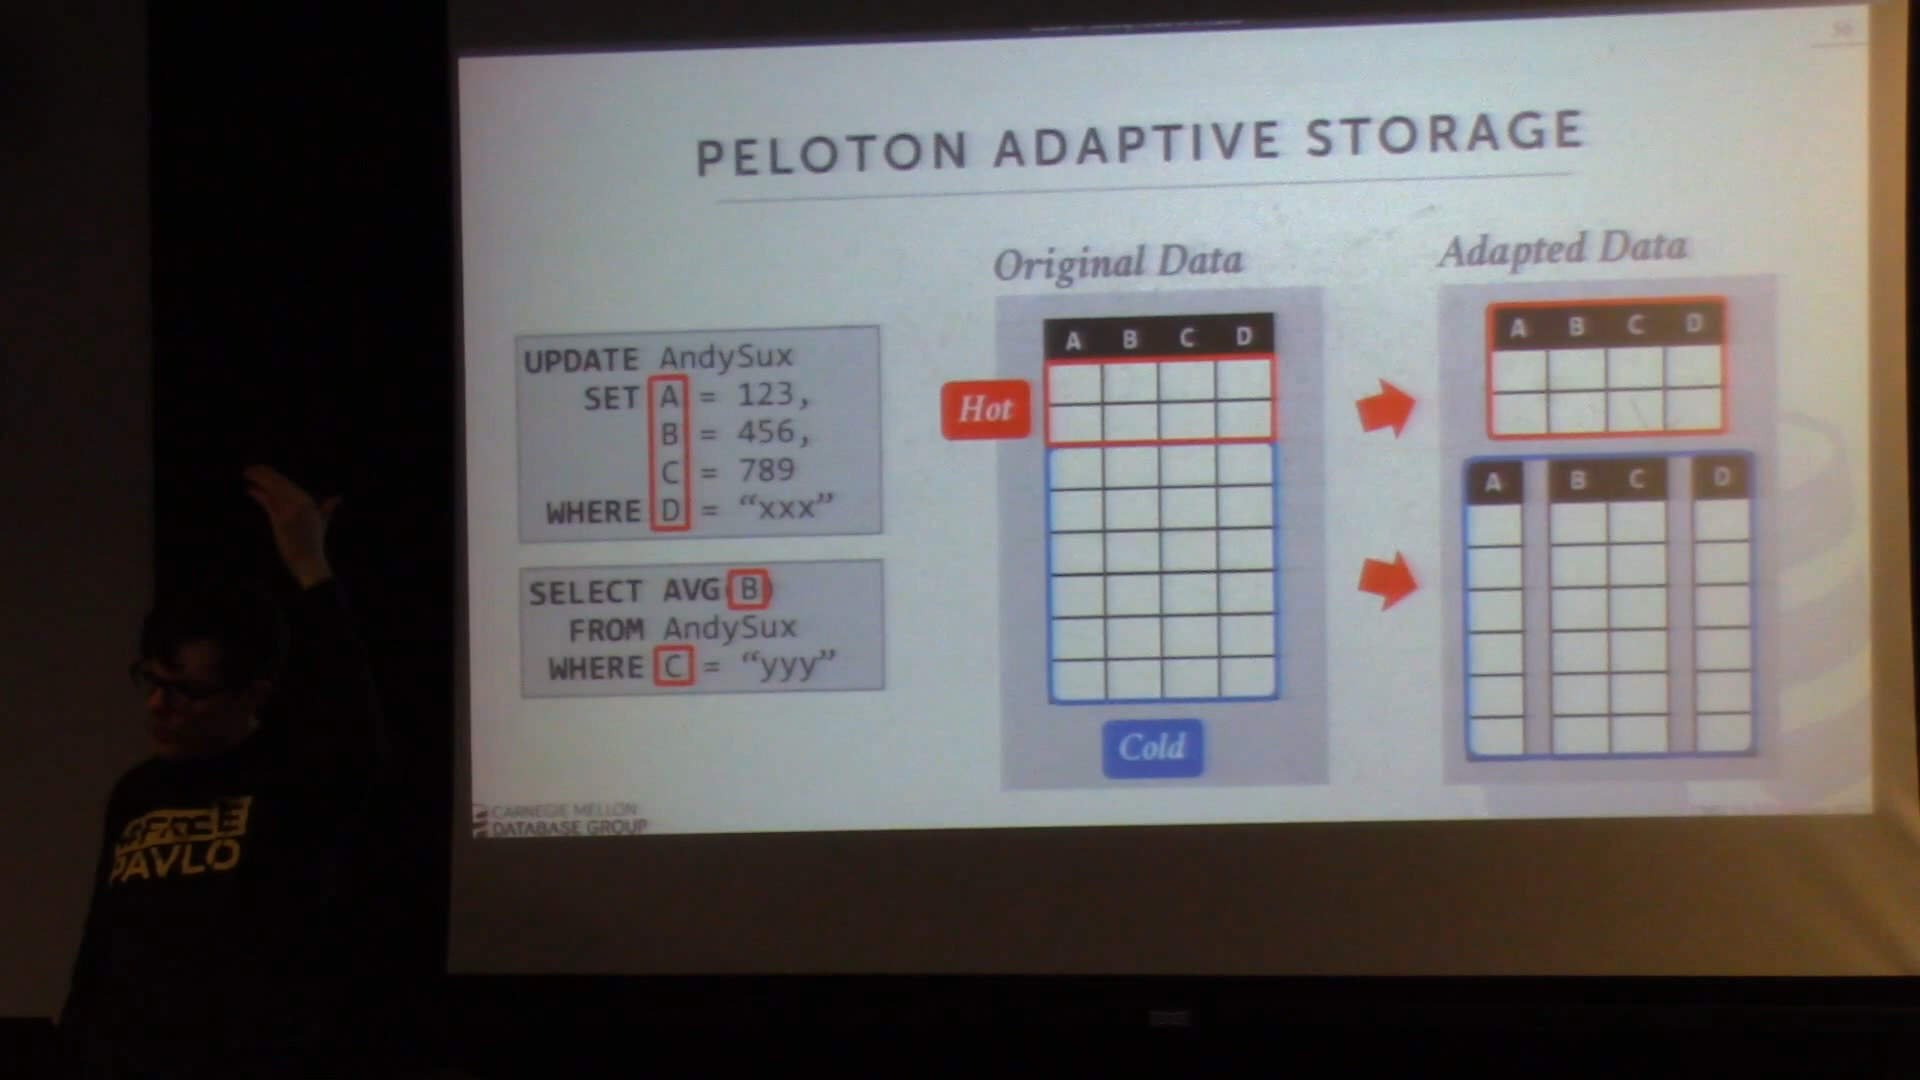 36
PELOTON ADAPTIVE STORAGE
Original Data
Adapted Data
UPDATE AndySux
SET A = 123,
B = 456,
C = 789
WHERE D = "xxx"
SELECT AVG(B)
FROM AndySux
WHERE C = "yyy"
A B C D
Hot
Cold
A B C D
A B C D
CARNEGIE MELLON
DATABASE GROUP
PAVLO